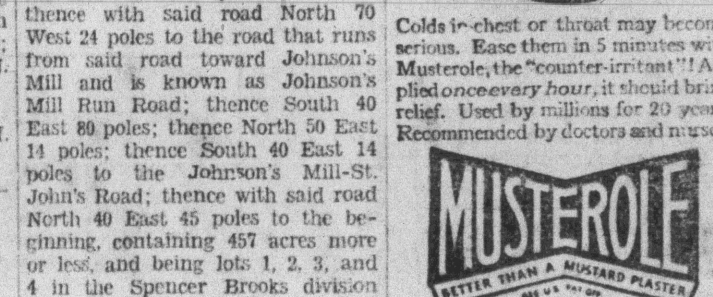 thence with said road North 70
West 24 poles to the road that runs
from said road toward Johnson's
Mill and is known as Johnson's
Mill Run Road; thence South 40
East 80 poles; thence North 50 East
14 poles; thence South 40 East 14
poles to the Johnson's Mill-St.
John's Road; thence with said road
North 40 East 45 poles to the be-
ginning, containing 457 acres more
or less, and being lots 1, 2, 3, and
4 in the Spencer Brooks division
Colds in chest or throat may
serious. Ease them in 5 minutes
Musterole, the "counter-irritant"!
once every hour, it should
relief. Used by millions for 20
Recommended by doctors and
MUSTEROLE
BETTER THAN A MUSTARD PLASTER